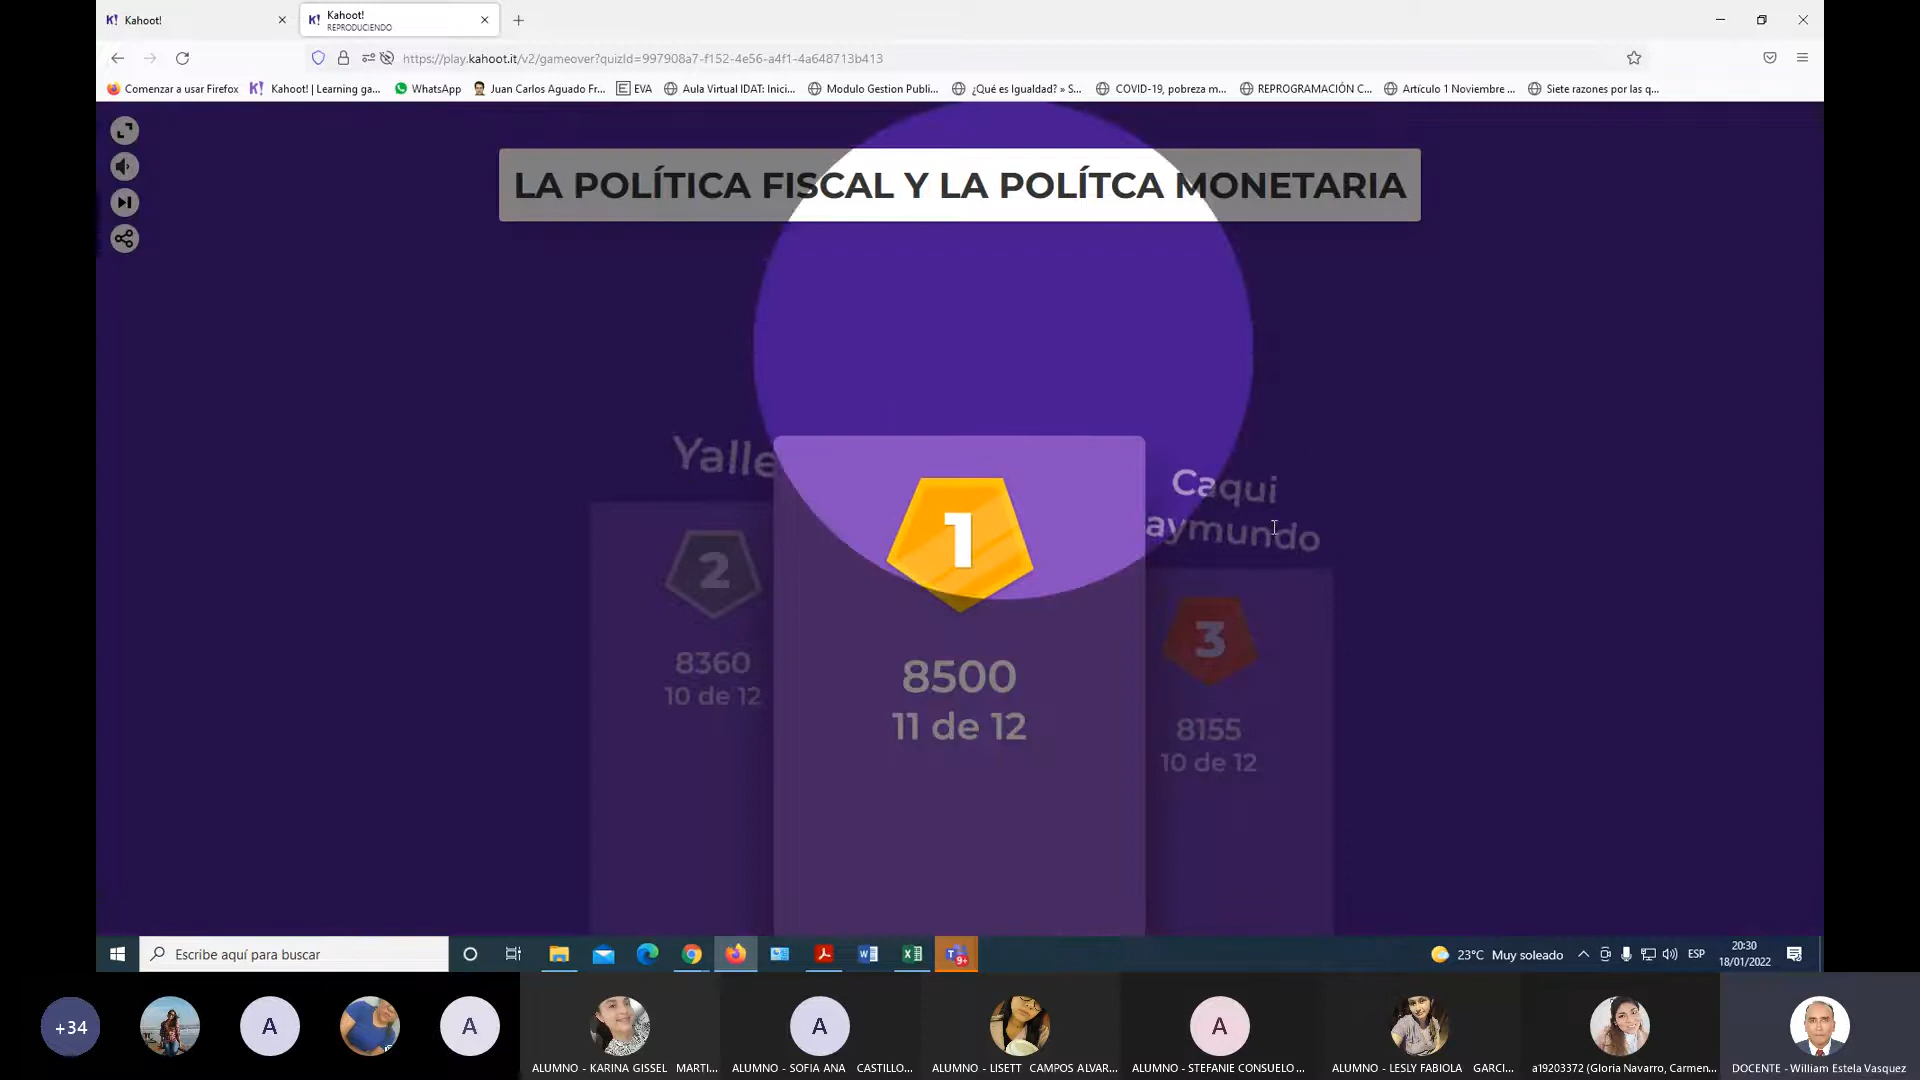 Kahoot!
Kahoot!
REPRODUCIENDO
https://play.kahoot.it/v2/gameover?quizId=997908a7-f152-4e56-a4f1-4a648713b413
Comenzar a usar Firefox
Kahoot! | Learning ga...
WhatsApp
Juan Carlos Aguado Fr...
EVA
Aula Virtual IDAT: Inici...
Modulo Gestion Publi...
¿Qué es Igualdad? » S...
COVID-19, pobreza m...
REPROGRAMACIÓN C...
Artículo 1 Noviembre ...
Siete razones por las q...
LA POLÍTICA FISCAL Y LA POLÍTCA MONETARIA
Yalle
Caqui
aymundo
1
2
3
8360
10 de 12
8500
11 de 12
8155
10 de 12
Escribe aquí para buscar
9+
23°C Muy soleado
ESP
20:30
18/01/2022
+34
A
A
A
A
ALUMNO - KARINA GISSEL MARTI...
ALUMNO - SOFIA ANA CASTILLO...
ALUMNO - LISETT CAMPOS ALVAR...
ALUMNO - STEFANIE CONSUELO ...
ALUMNO - LESLY FABIOLA GARCI...
a19203372 (Gloria Navarro, Carmen...
DOCENTE - William Estela Vasquez